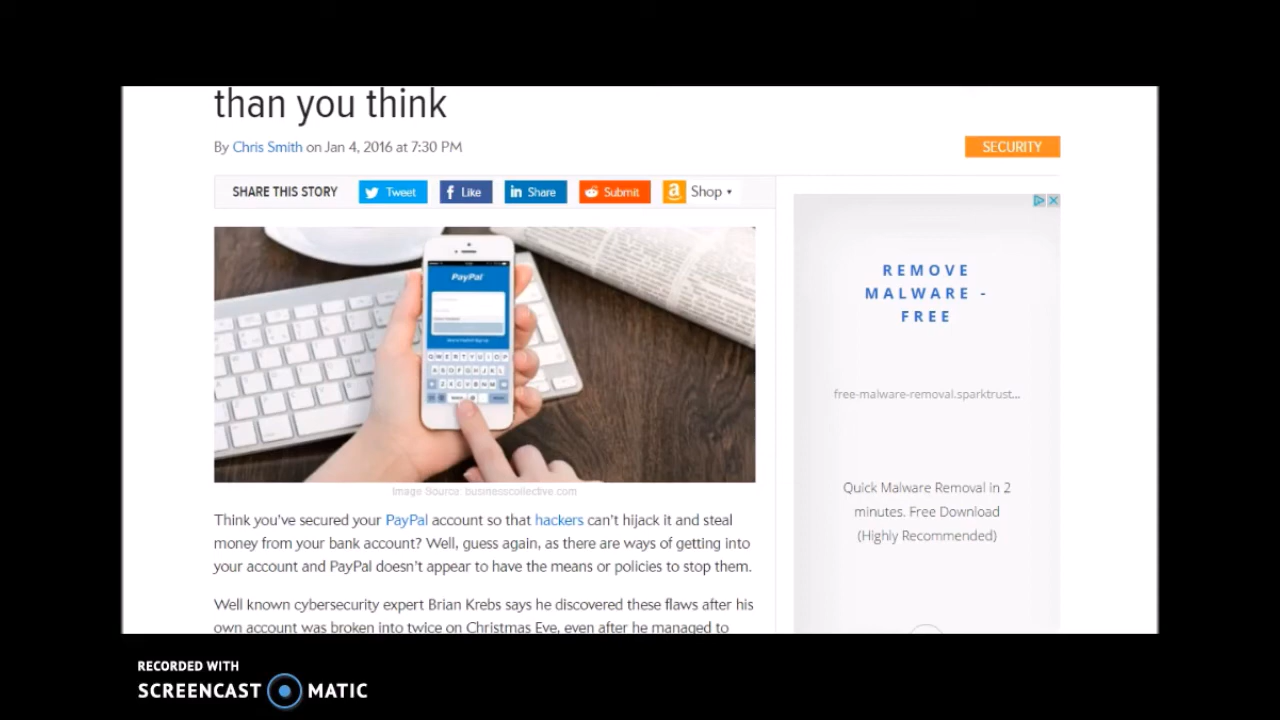 than you think
By Chris Smith on Jan 4, 2016 at 7:30 PM
SECURITY
SHARE THIS STORY
Tweet
Like
in Share
Submit
a Shop
PayPal
Image Source: businesscollective.com
Think you've secured your PayPal account so that hackers can't hijack it and steal
money from your bank account? Well, guess again, as there are ways of getting into
your account and PayPal doesn't appear to have the means or policies to stop them.
Well known cybersecurity expert Brian Krebs says he discovered these flaws after his
own account was broken into twice on Christmas Eve, even after he managed to
REMOVE
MALWARE -
FREE
free-malware-removal.sparktrust...
Quick Malware Removal in 2
minutes. Free Download
(Highly Recommended)
RECORDED WITH
SCREENCAST MATIC